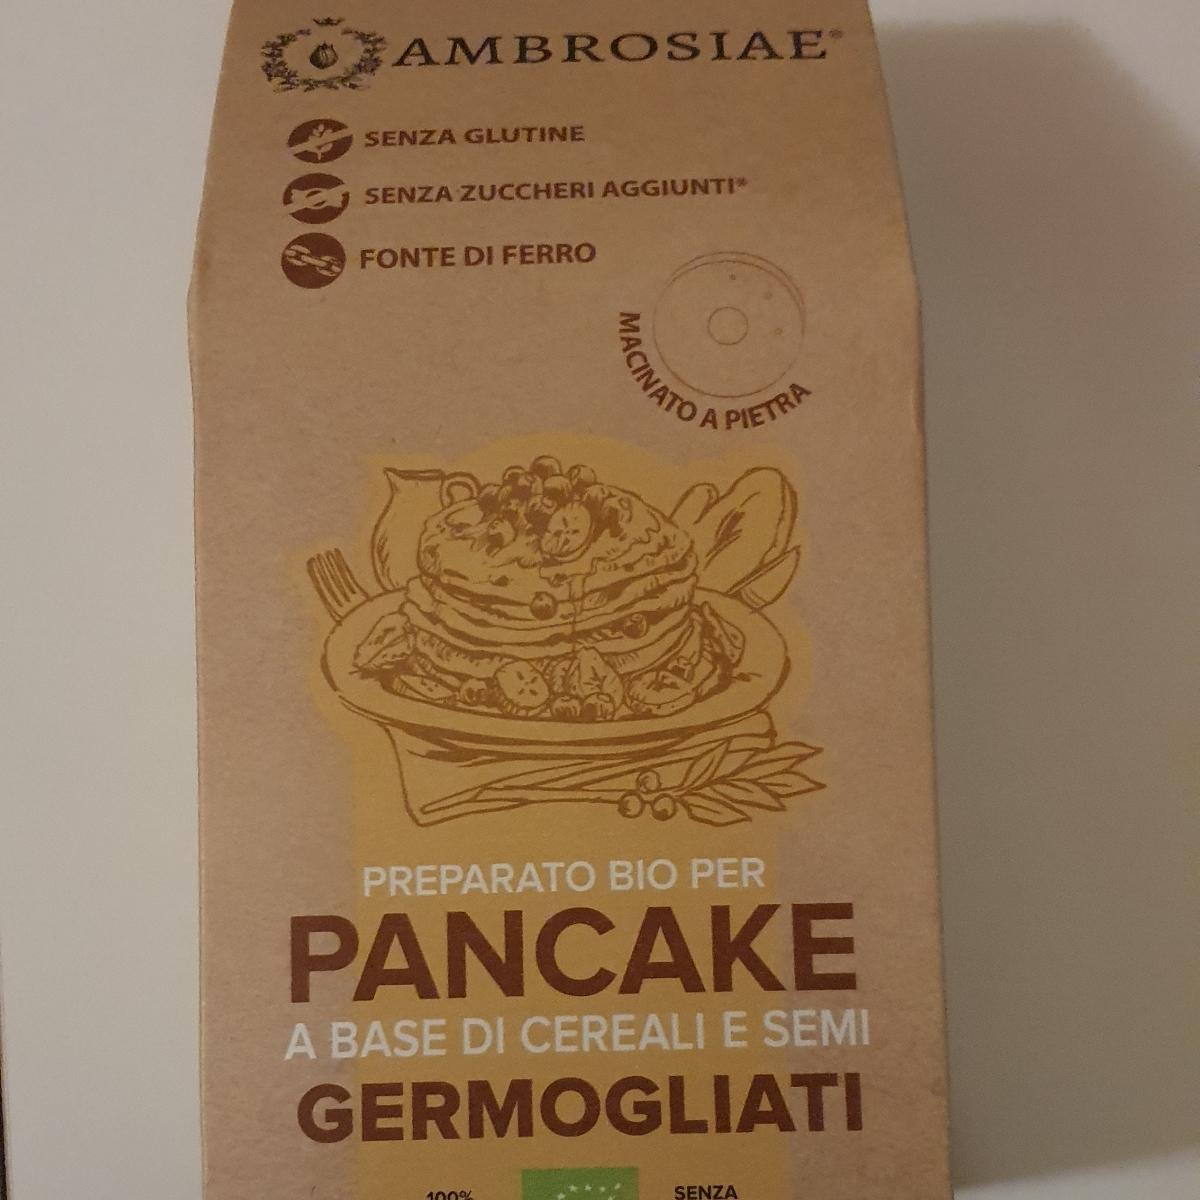 AMBROSIAE®
SENZA GLUTINE
SENZA ZUCCHERI AGGIUNTI*
FONTE DI FERRO
MACINATO A PIETRA
PREPARATO BIO PER
PANCAKE
A BASE DI CEREALI E SEMI
GERMOGLIATI
100%
SENZA